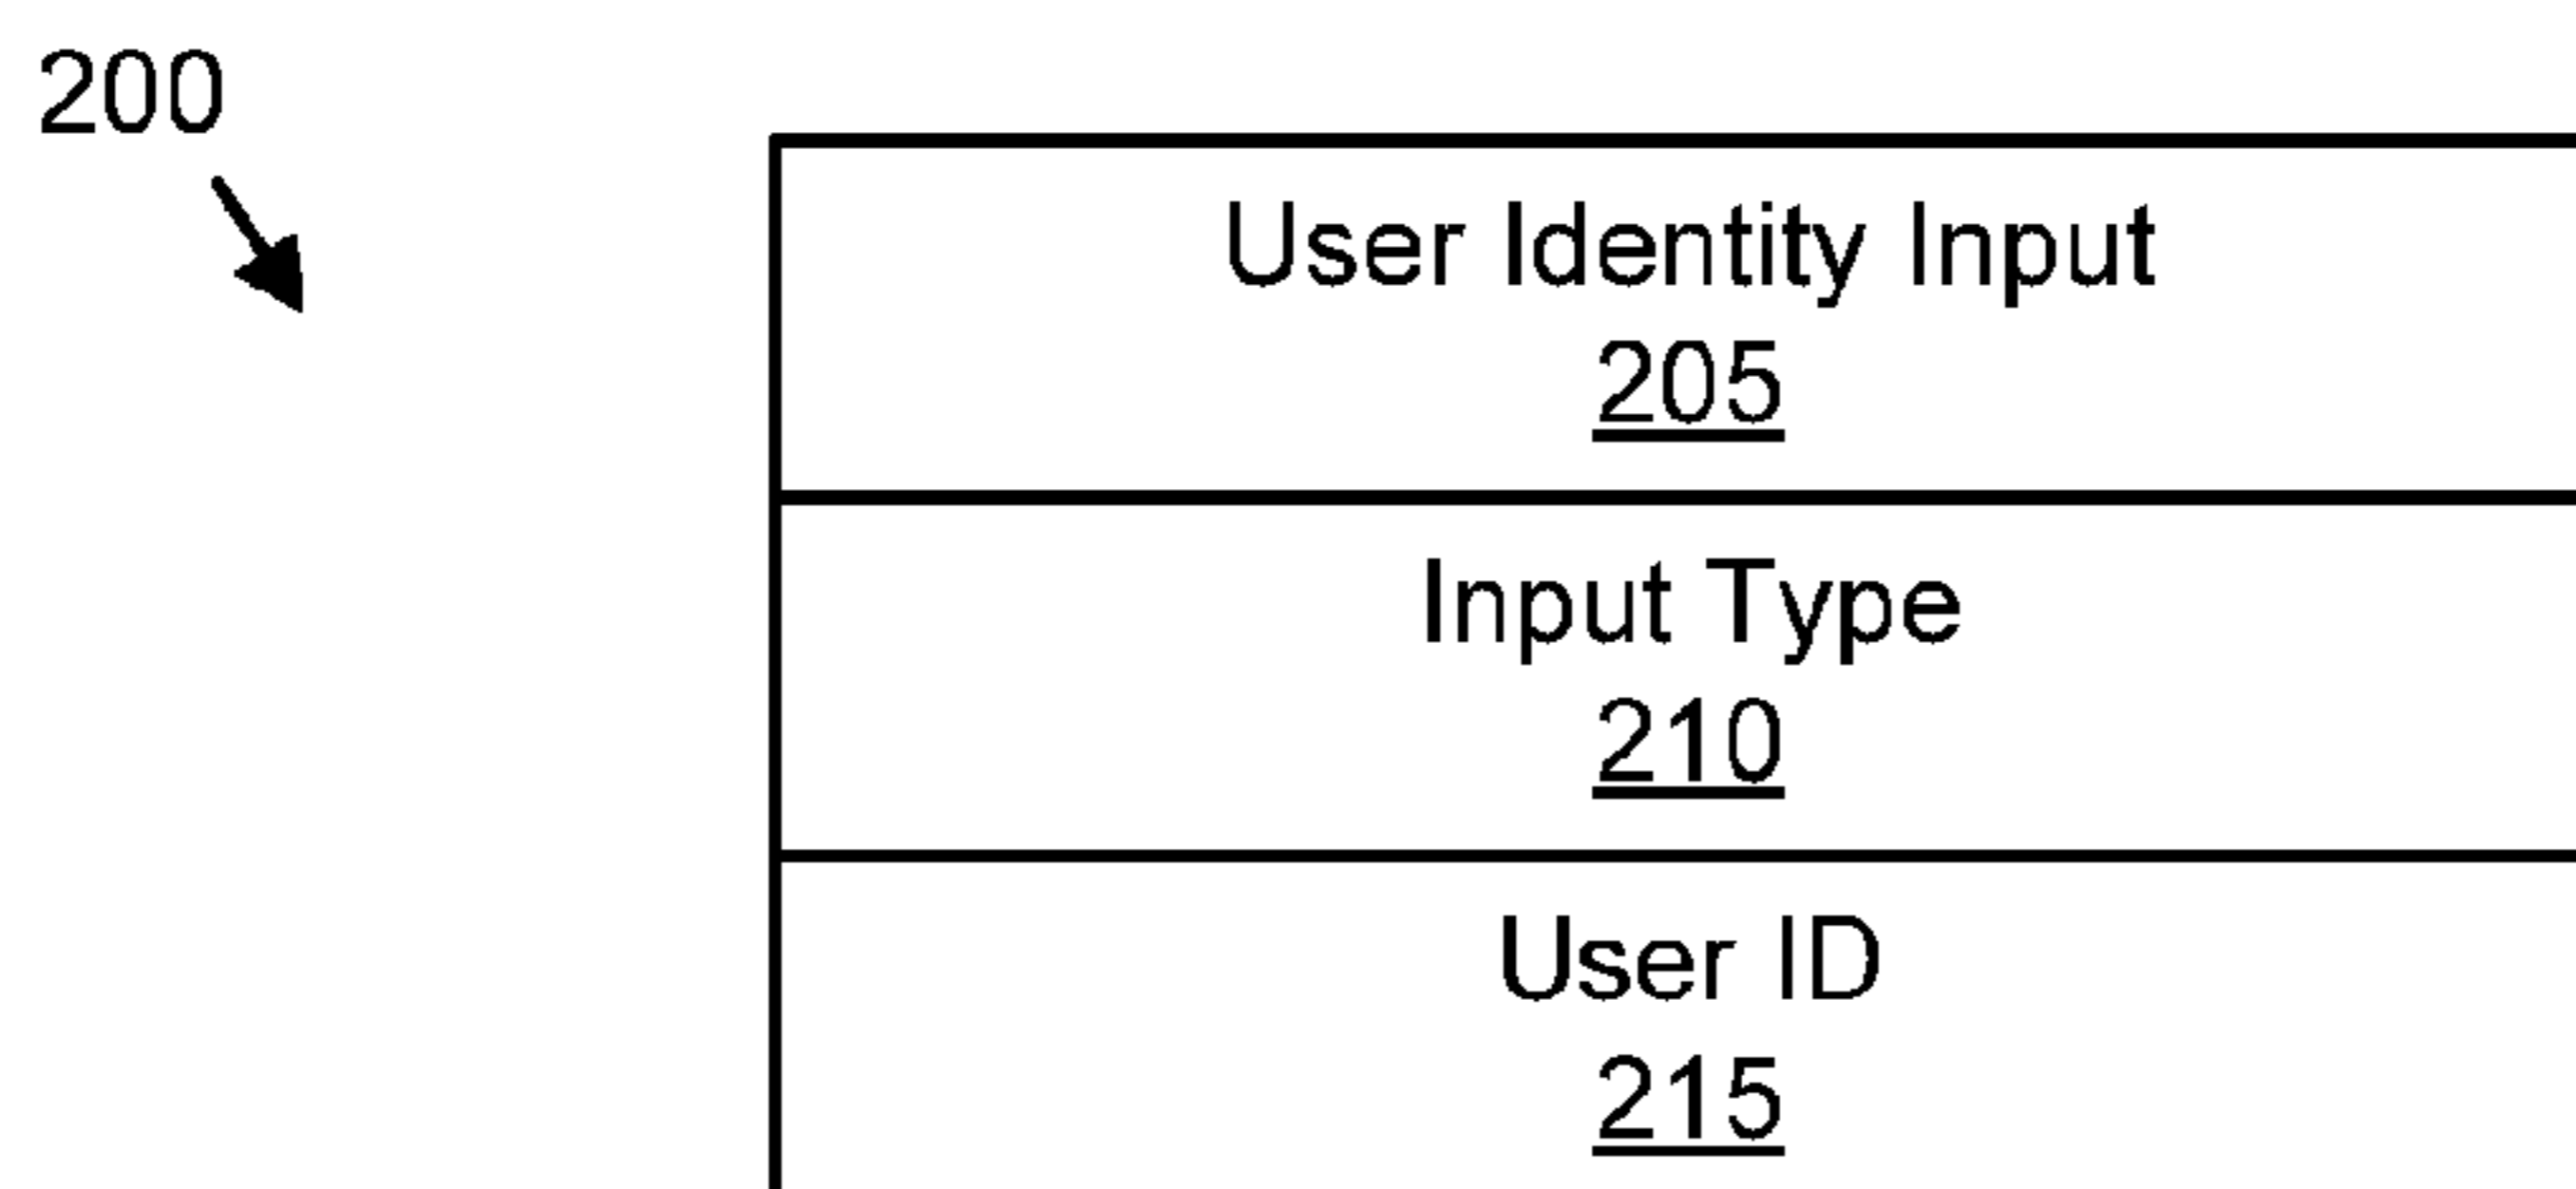 200
User Identity Input
205
Input Type
210
User ID
215